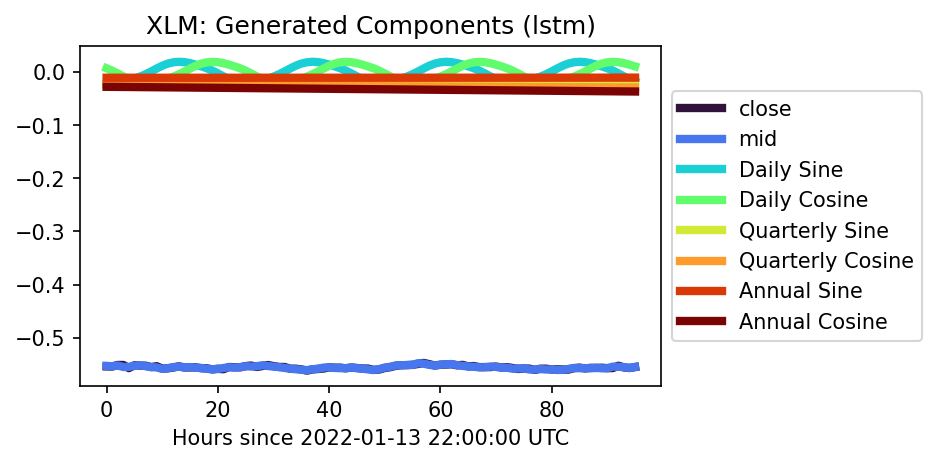 XLM: Generated Components (lstm)
0.0
−0.1
−0.2
−0.3
−0.4
−0.5
0 20 40 60 80
Hours since 2022-01-13 22:00:00 UTC
close
mid
Daily Sine
Daily Cosine
Quarterly Sine
Quarterly Cosine
Annual Sine
Annual Cosine